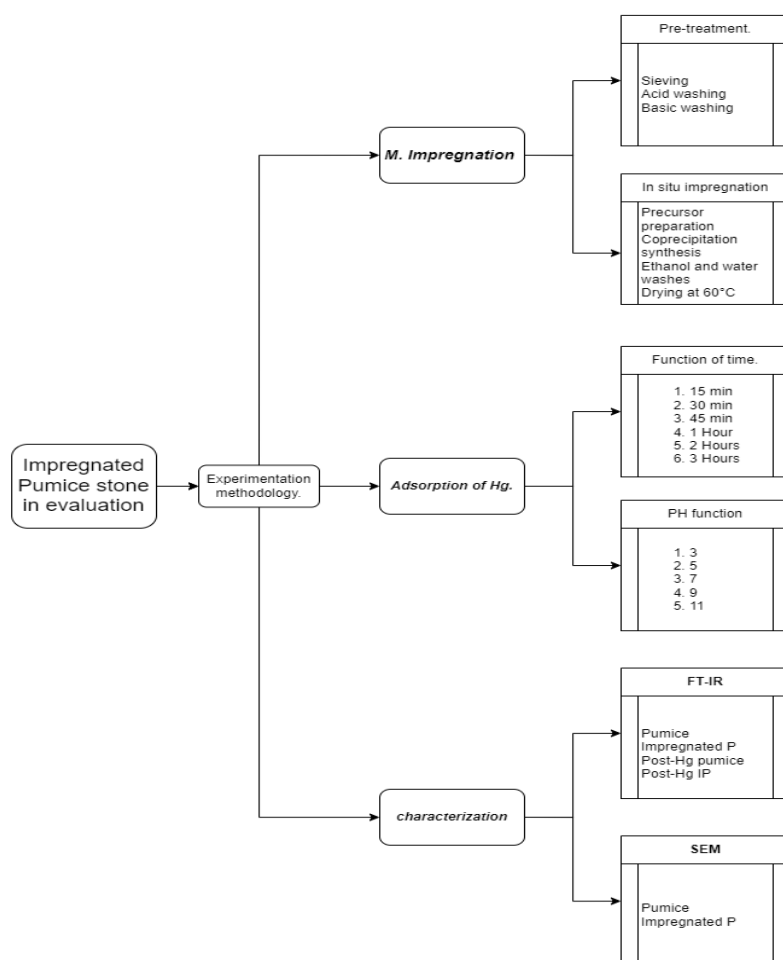 Impregnated
Pumice stone
in evaluation
Experimentation
methodology.
M. Impregnation
Pre-treatment.
Sieving
Acid washing
Basic washing
In situ impregnation
Precursor
preparation
Coprecipitation
synthesis
Ethanol and water
washes
Drying at 60°C
Adsorption of Hg.
Function of time.
1. 15 min
2. 30 min
3. 45 min
4. 1 Hour
5. 2 Hours
6. 3 Hours
PH function
1. 3
2. 5
3. 7
4. 9
5. 11
characterization
FT-IR
Pumice
Impregnated P
Post-Hg pumice
Post-Hg IP
SEM
Pumice
Impregnated P